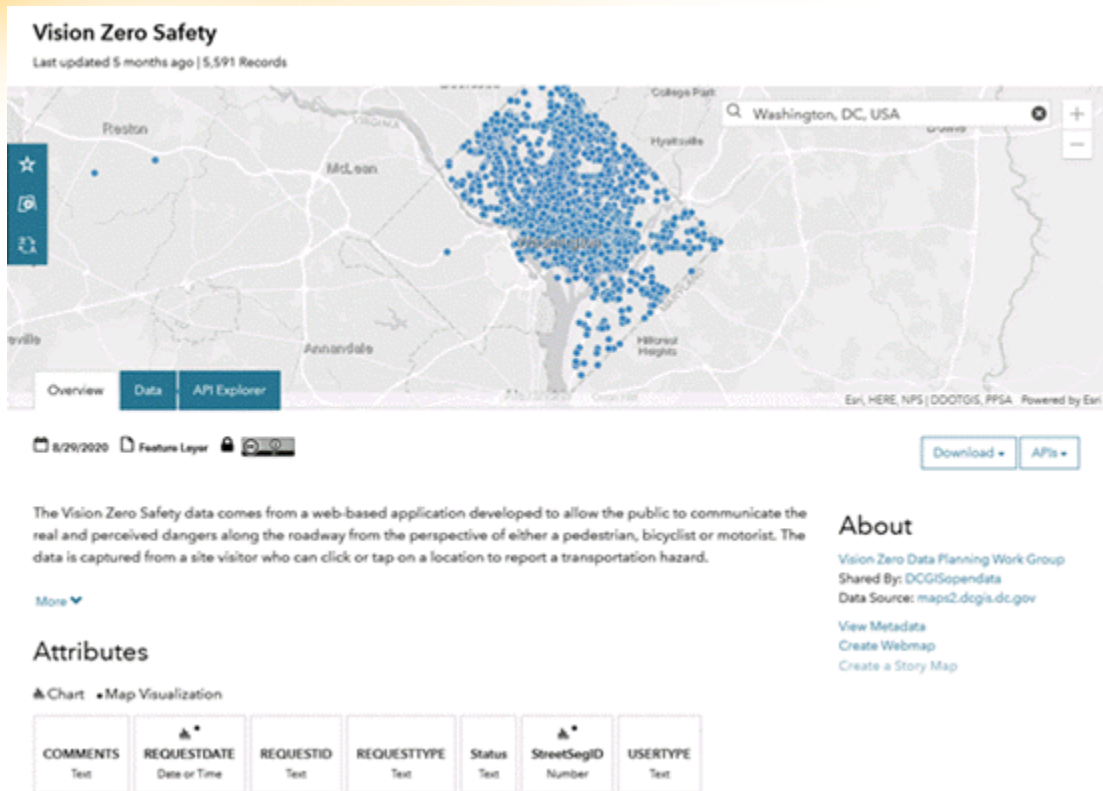 Vision Zero Safety
Last updated 5 months ago | 5,591 Records
College Park
Washington, DC, USA
Reston
VIRGINIA
Hyattsville
McLean
Washington
MARYLAND
Annandale
Hillcrest
Heights
Overview
Data
API Explorer
Esri, HERE, NPS | DDOTGIS, PPSA Powered by Esri
8/29/2020 Feature Layer
Download
APIs
The Vision Zero Safety data comes from a web-based application developed to allow the public to communicate the
real and perceived dangers along the roadway from the perspective of either a pedestrian, bicyclist or motorist. The
data is captured from a site visitor who can click or tap on a location to report a transportation hazard.
More
About
Vision Zero Data Planning Work Group
Shared By: DCGISopendata
Data Source: maps2.dcgis.dc.gov
View Metadata
Create Webmap
Create a Story Map
Attributes
Chart • Map Visualization
COMMENTS
Text
REQUESTDATE
Date or Time
REQUESTID
Text
REQUESTTYPE
Text
Status
Text
StreetSegID
Number
USERTYPE
Text